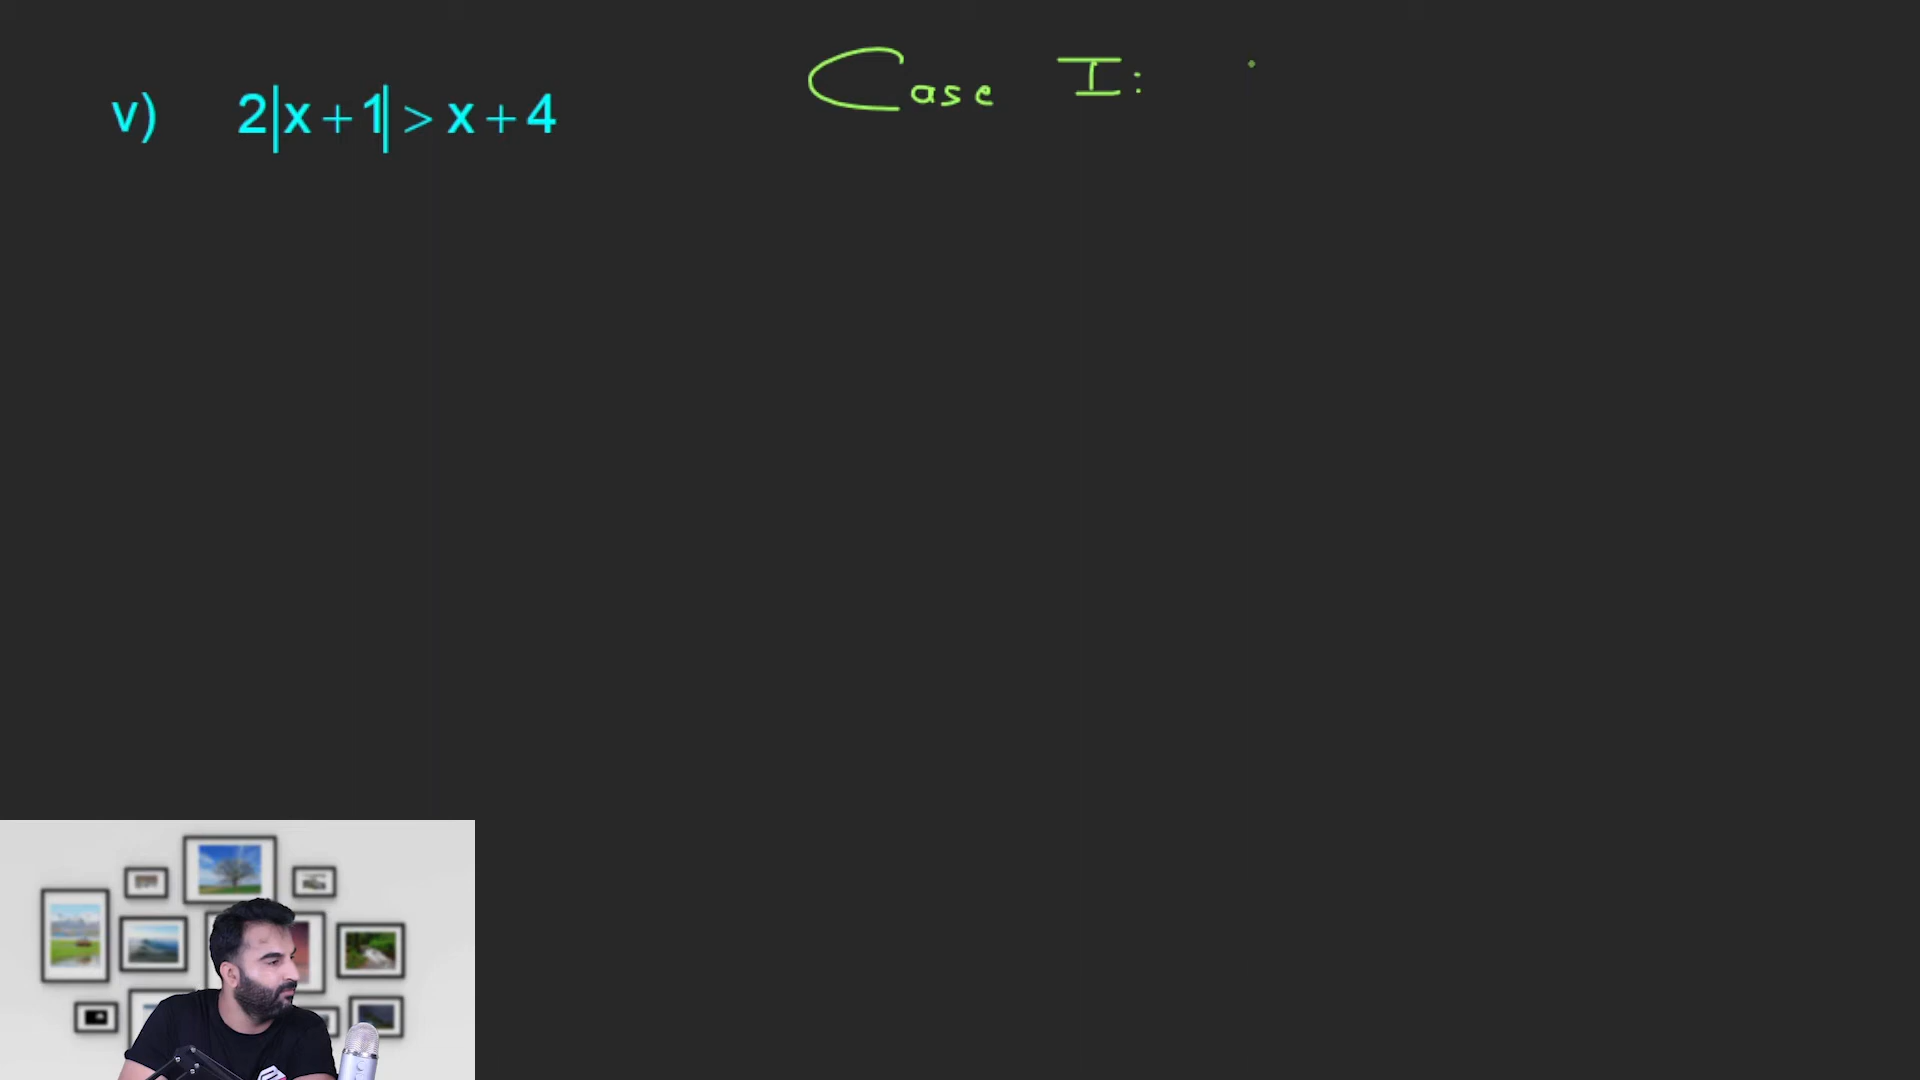 v) 2|x + 1| > x + 4
Case I: